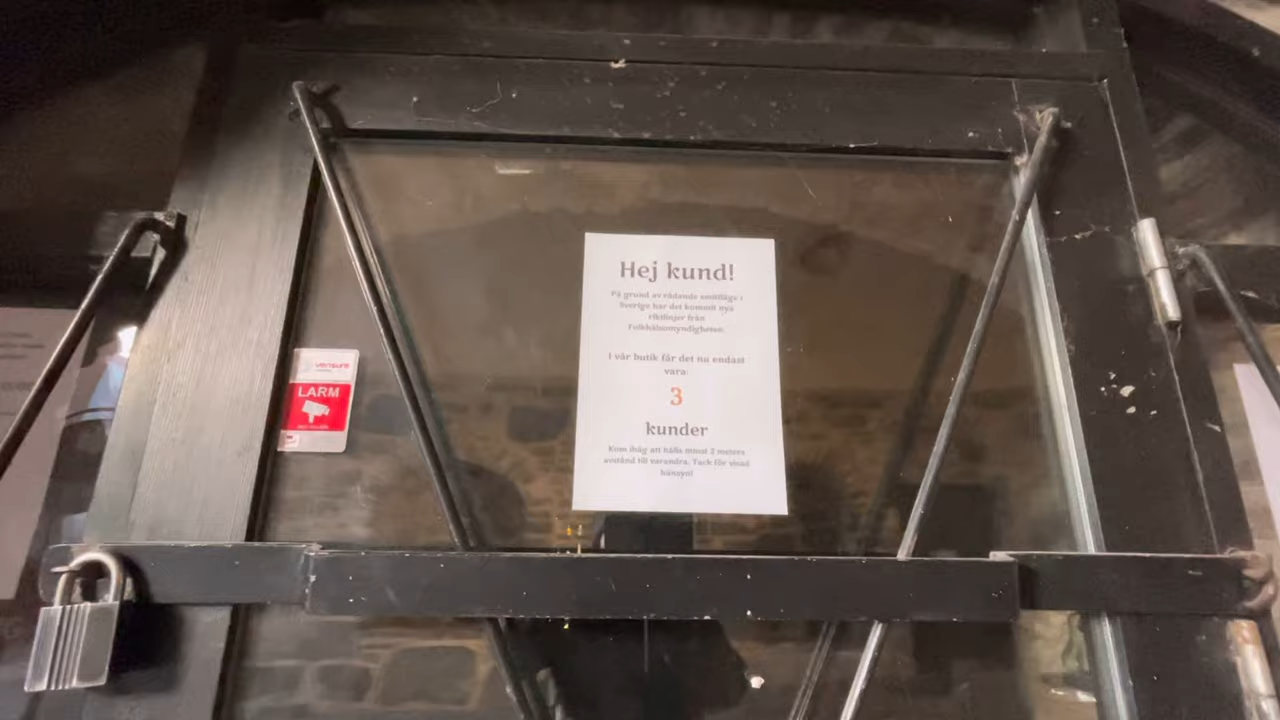 Hej kund!
På grund av rådande smittläge i
Sverige har det kommit nya
riktlinjer från
Folkhälsomyndigheten.
I vår butik får det nu endast
vara:
3
kunder
Kom ihåg att hålla minst 2 meters
avstånd till varandra. Tack för visad
hänsyn!
verisure
LARM